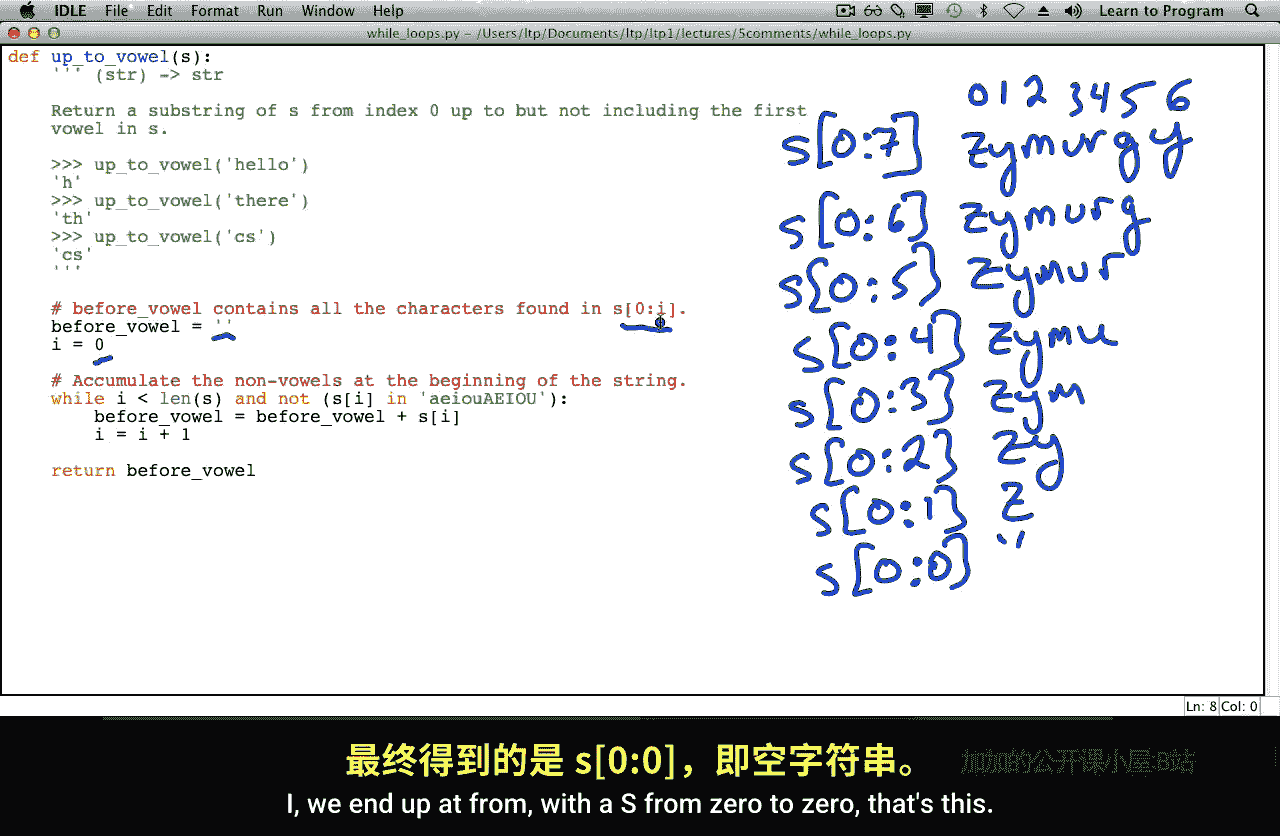 IDLE File Edit Format Run Window Help Learn to Program
while_loops.py – /Users/ltp/Documents/ltp/ltp1/lectures/5comments/while_loops.py
def up_to_vowel(s):
''' (str) -> str
Return a substring of s from index 0 up to but not including the first
vowel in s.
>>> up_to_vowel('hello')
'h'
>>> up_to_vowel('there')
'th'
>>> up_to_vowel('cs')
'cs'
'''
# before_vowel contains all the characters found in s[0:i].
before_vowel = ''
i = 0
# Accumulate the non-vowels at the beginning of the string.
while i < len(s) and not (s[i] in 'aeiouAEIOU'):
before_vowel = before_vowel + s[i]
i = i + 1
return before_vowel
0 1 2 3 4 5 6
s[0:7] zymurgy
s[0:6] zymurg
s[0:5] zymur
s[0:4] zymu
s[0:3] zym
s[0:2] zy
s[0:1] z
s[0:0] ''
Ln: 8 Col: 0
最终得到的是 s[0:0]，即空字符串。
加加的公开课小屋:B站
I, we end up at from, with a S from zero to zero, that's this.